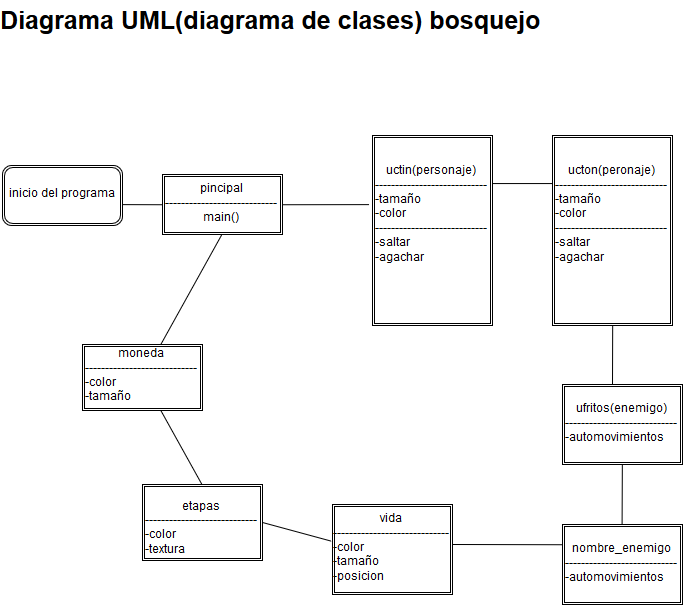 Diagrama UML(diagrama de clases) bosquejo
inicio del programa
pincipal
main()
uctin(personaje)
-tamaño
-color
-saltar
-agachar
ucton(peronaje)
-tamaño
-color
-saltar
-agachar
moneda
-color
-tamaño
ufritos(enemigo)
-automovimientos
etapas
-color
-textura
vida
-color
-tamaño
-posicion
nombre_enemigo
-automovimientos